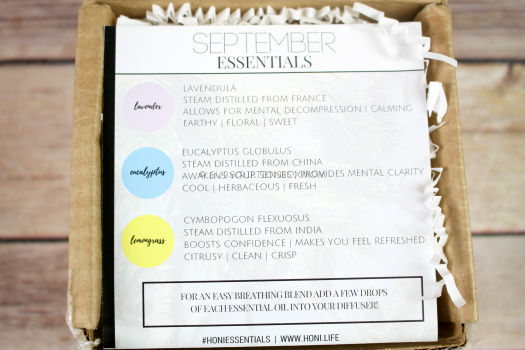 SEPTEMBER
ESSENTIALS
lavender
LAVENDULA
STEAM DISTILLED FROM FRANCE
ALLOWS FOR MENTAL DECOMPRESSION | CALMING
EARTHY | FLORAL | SWEET
eucalyptus
EUCALYPTUS GLOBULUS
STEAM DISTILLED FROM CHINA
AWAKENS YOUR SENSES | PROVIDES MENTAL CLARITY
COOL | HERBACEOUS | FRESH
lemongrass
CYMBOPOGON FLEXUOSUS
STEAM DISTILLED FROM INDIA
BOOSTS CONFIDENCE | MAKES YOU FEEL REFRESHED
CITRUSY | CLEAN | CRISP
FOR AN EASY BREATHING BLEND ADD A FEW DROPS
OF EACH ESSENTIAL OIL INTO YOUR DIFFUSER!
#HONIESSENTIALS | WWW.HONI.LIFE